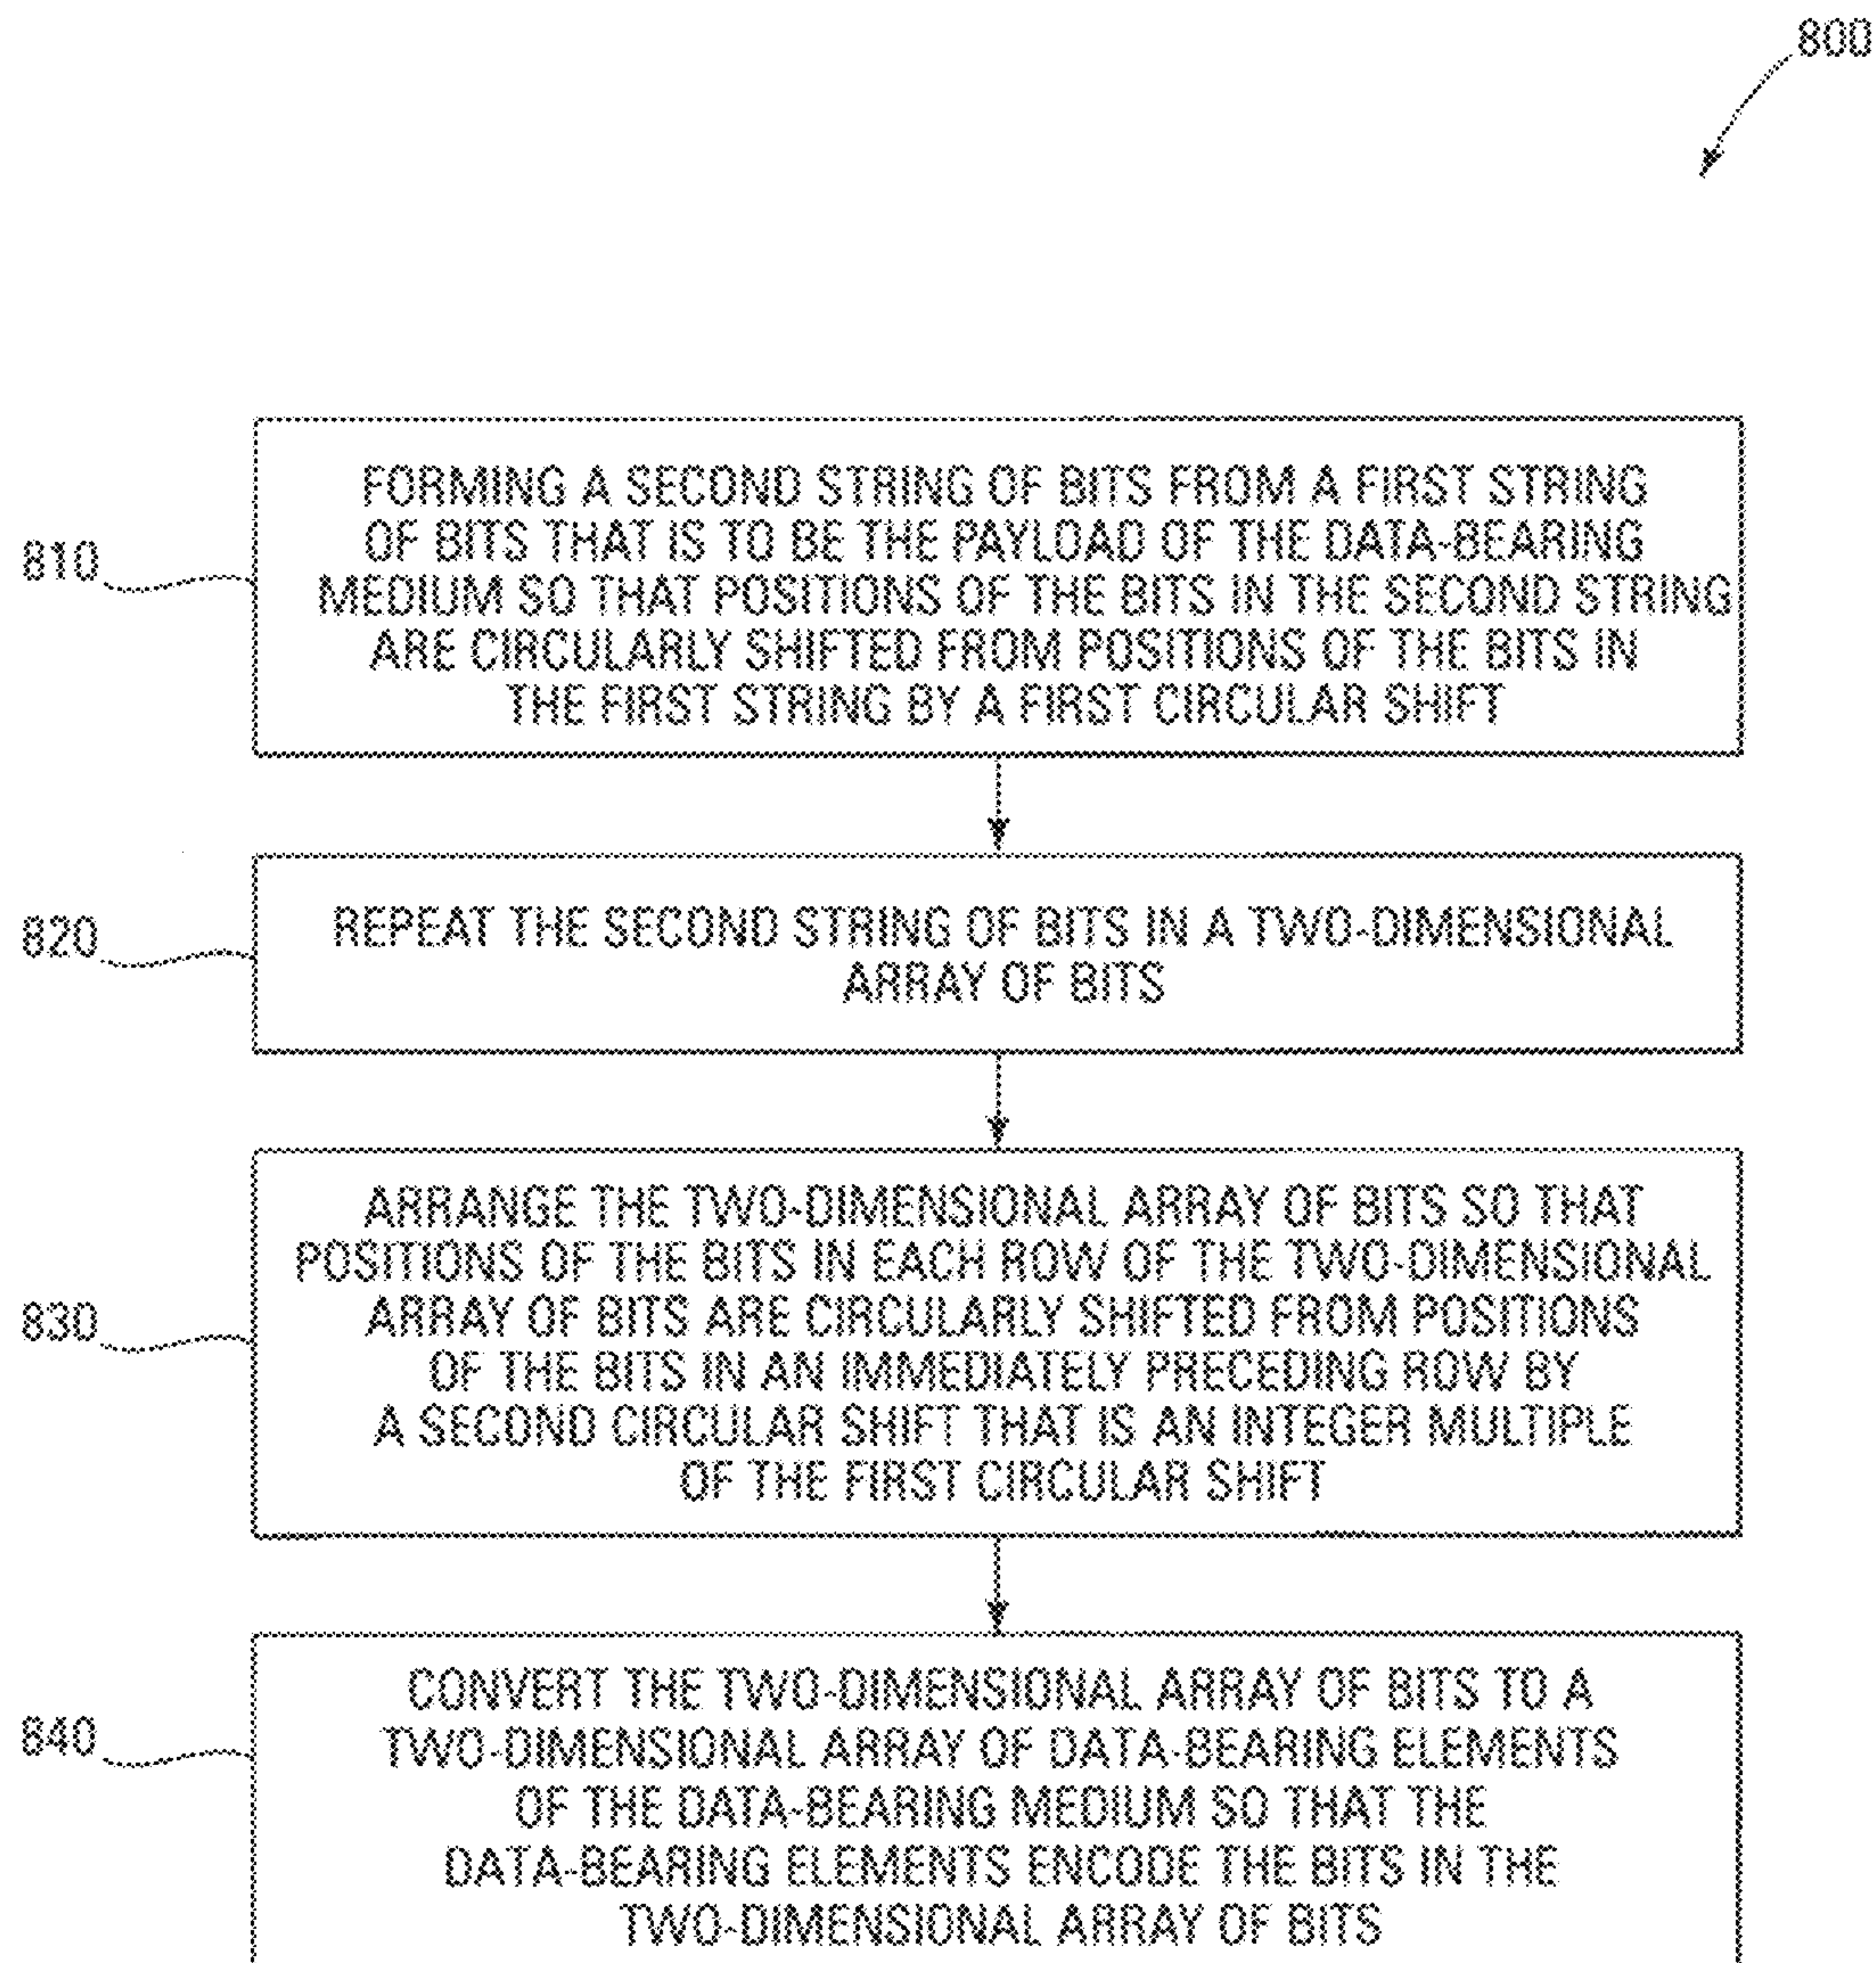 800
810
FORMING A SECOND STRING OF BITS FROM A FIRST STRING
OF BITS THAT IS TO BE THE PAYLOAD OF THE DATA-BEARING
MEDIUM SO THAT POSITIONS OF THE BITS IN THE SECOND STRING
ARE CIRCULARLY SHIFTED FROM POSITIONS OF THE BITS IN
THE FIRST STRING BY A FIRST CIRCULAR SHIFT
820
REPEAT THE SECOND STRING OF BITS IN A TWO-DIMENSIONAL
ARRAY OF BITS
830
ARRANGE THE TWO-DIMENSIONAL ARRAY OF BITS SO THAT
POSITIONS OF THE BITS IN EACH ROW OF THE TWO-DIMENSIONAL
ARRAY OF BITS ARE CIRCULARLY SHIFTED FROM POSITIONS
OF THE BITS IN AN IMMEDIATELY PRECEDING ROW BY
A SECOND CIRCULAR SHIFT THAT IS AN INTEGER MULTIPLE
OF THE FIRST CIRCULAR SHIFT
840
CONVERT THE TWO-DIMENSIONAL ARRAY OF BITS TO A
TWO-DIMENSIONAL ARRAY OF DATA-BEARING ELEMENTS
OF THE DATA-BEARING MEDIUM SO THAT THE
DATA-BEARING ELEMENTS ENCODE THE BITS IN THE
TWO-DIMENSIONAL ARRAY OF BITS